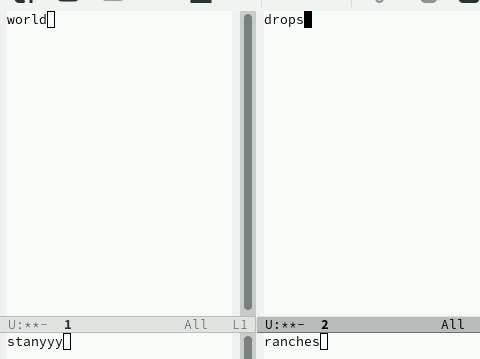 world
drops
U:**-  1  All  L1
U:**-  2  All
stanyyy
ranches